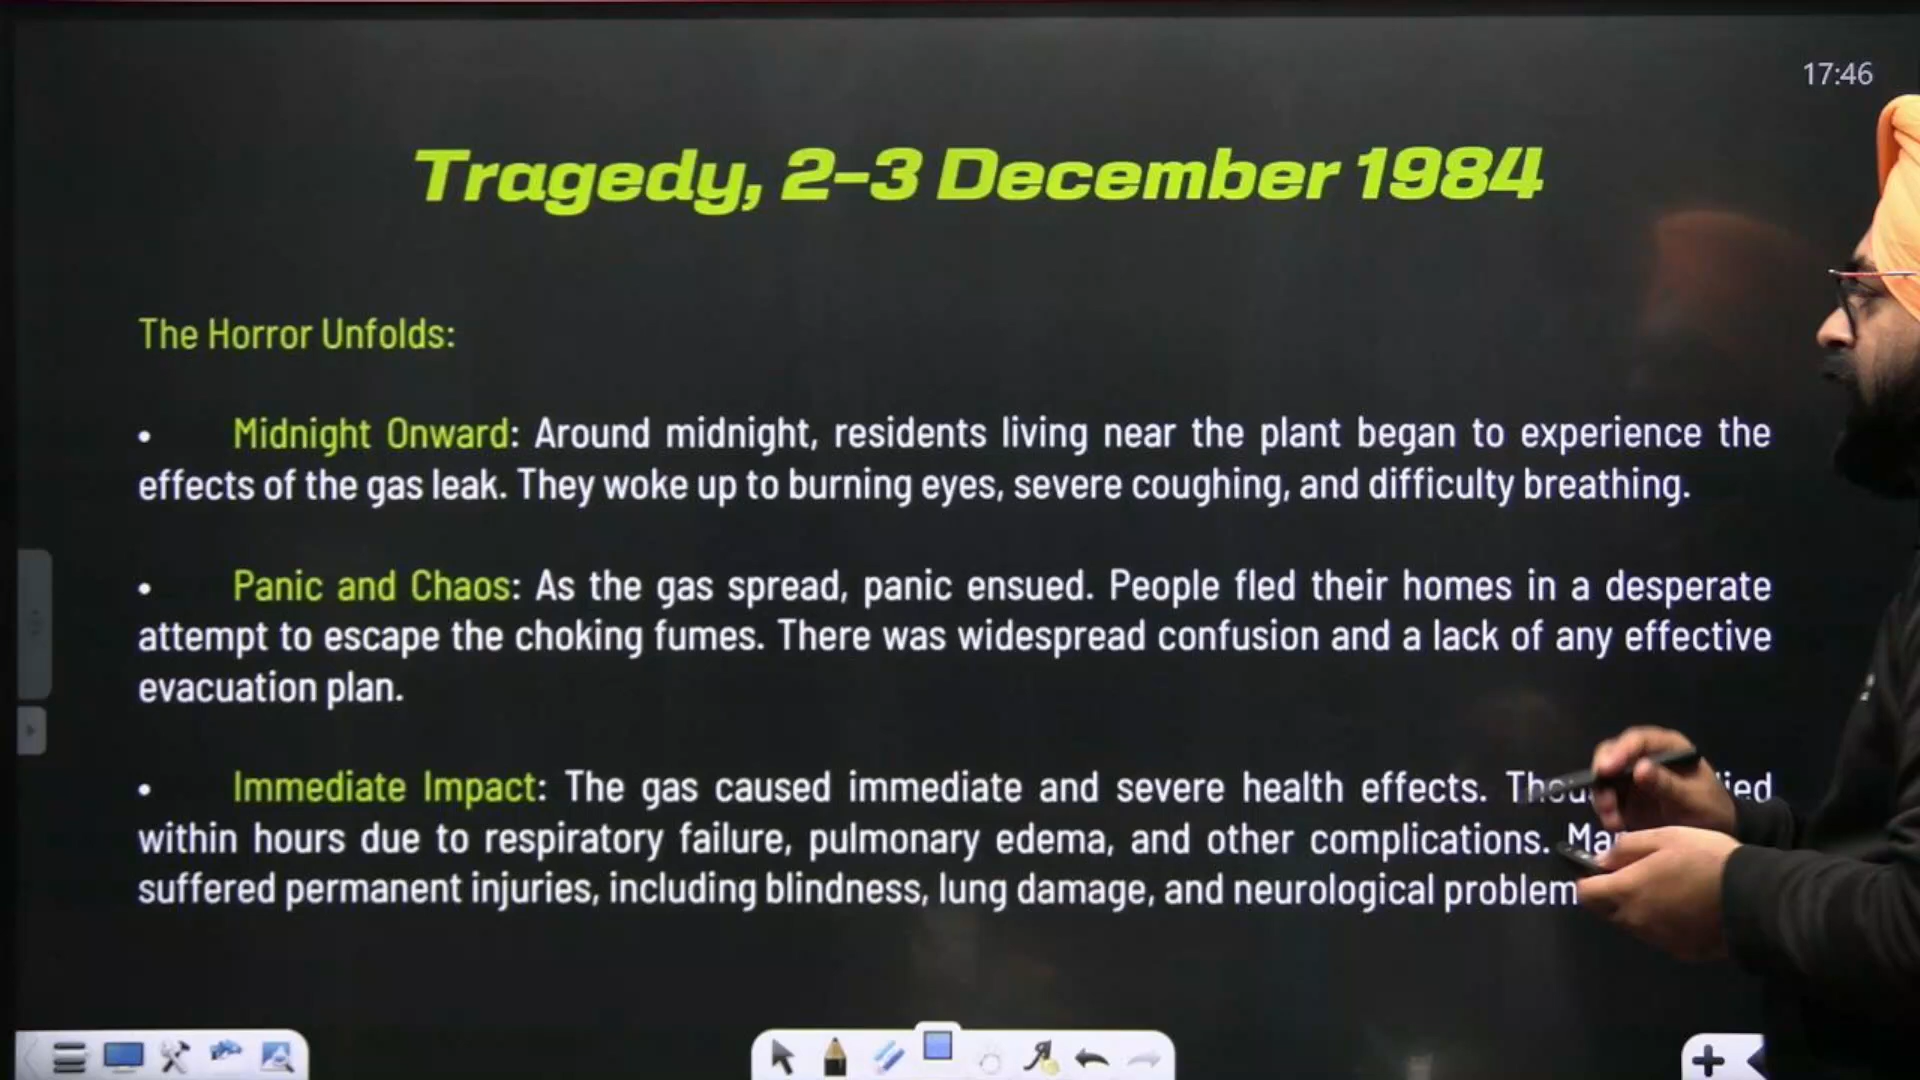 17:46
Tragedy, 2-3 December 1984
The Horror Unfolds:
• Midnight Onward: Around midnight, residents living near the plant began to experience the
effects of the gas leak. They woke up to burning eyes, severe coughing, and difficulty breathing.
• Panic and Chaos: As the gas spread, panic ensued. People fled their homes in a desperate
attempt to escape the choking fumes. There was widespread confusion and a lack of any effective
evacuation plan.
• Immediate Impact: The gas caused immediate and severe health effects.
within hours due to respiratory failure, pulmonary edema, and other complications.
suffered permanent injuries, including blindness, lung damage, and neurological problem